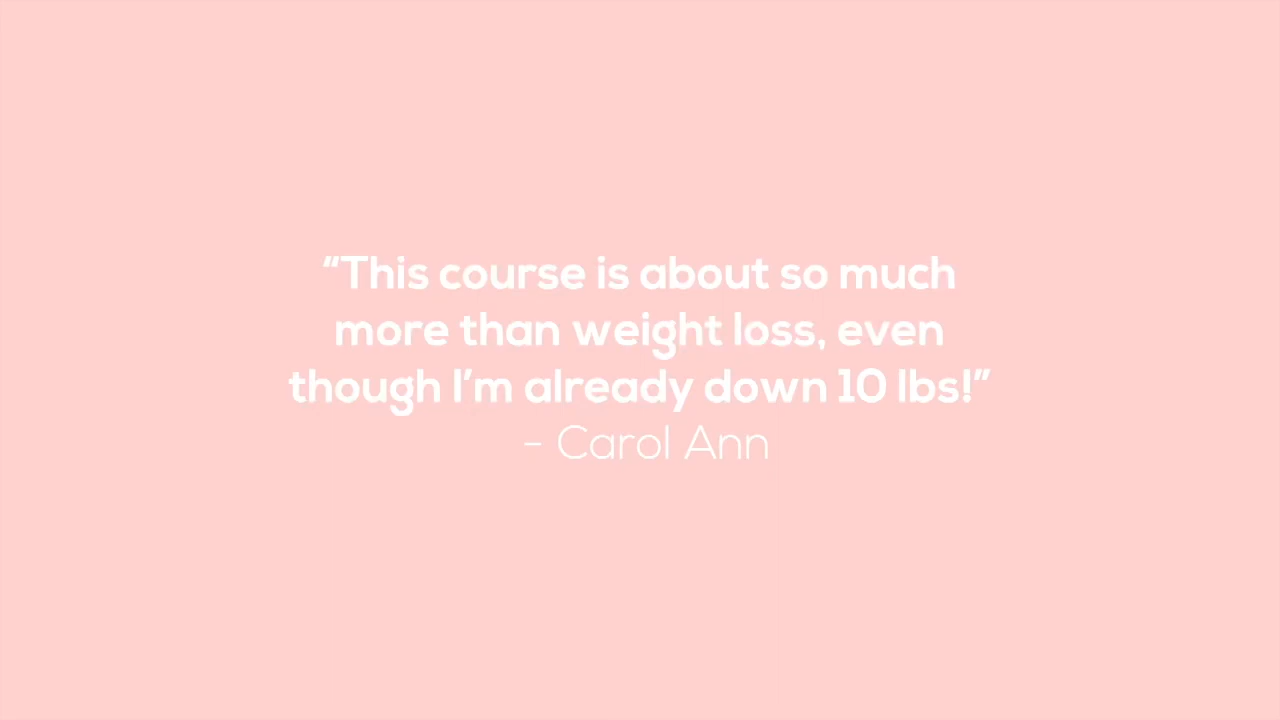 “This course is about so much
more than weight loss, even
though I’m already down 10 lbs!”
- Carol Ann